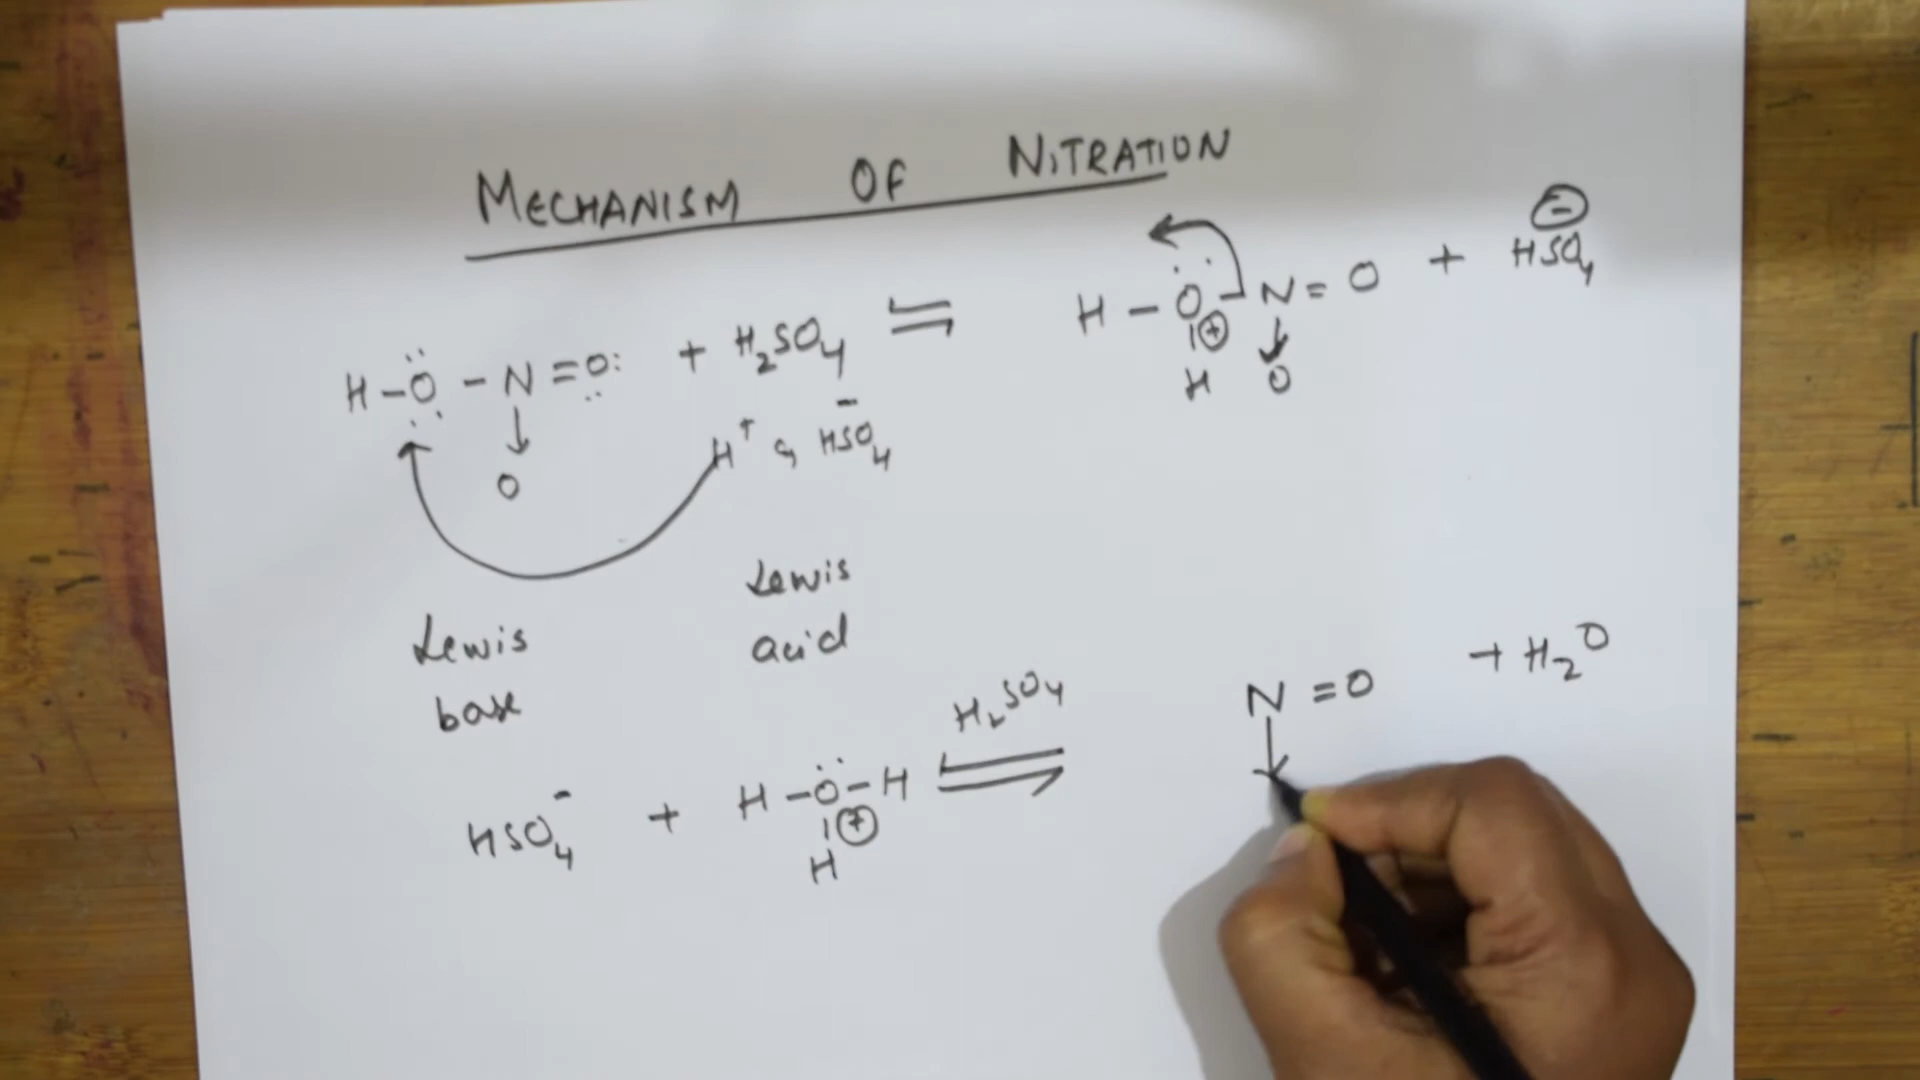 MECHANISM OF NITRATION
H-Ö-N=O: + H₂SO₄ ⇌ H-Ö-N=O + HSO₄⊖
↓ |⊕ ↓
O H O
H⁺ , HSO₄⁻
Lewis base
Lewis acid
HSO₄⁻ + H-Ö-H ⇌ N=O + H₂O
H₂SO₄
|⊕ ↓
H